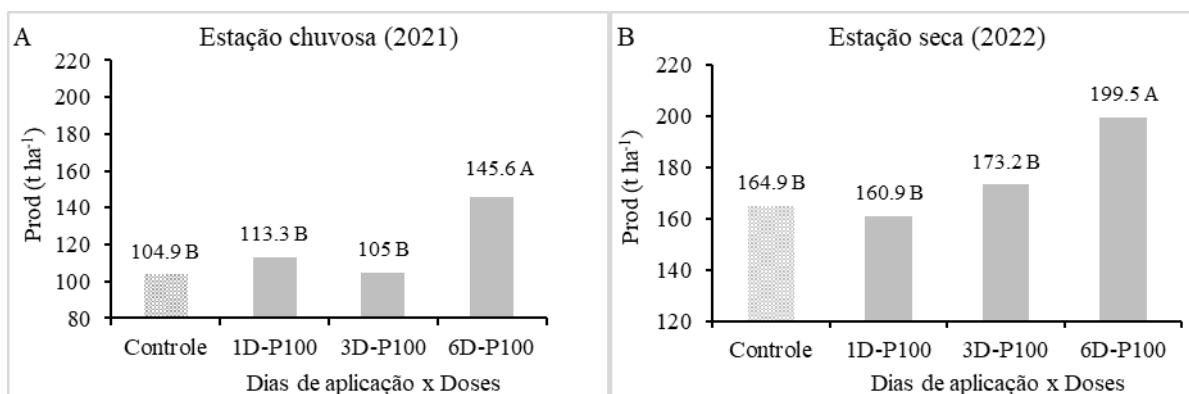 A
Estação chuvosa (2021)
Prod (t ha-1)
220
200
180
160
140
120
100
80
104.9 B
113.3 B
105 B
145.6 A
Controle 1D-P100 3D-P100 6D-P100
Dias de aplicação x Doses
B
Estação seca (2022)
Prod (t ha-1)
220
200
180
160
140
120
164.9 B
160.9 B
173.2 B
199.5 A
Controle 1D-P100 3D-P100 6D-P100
Dias de aplicação x Doses